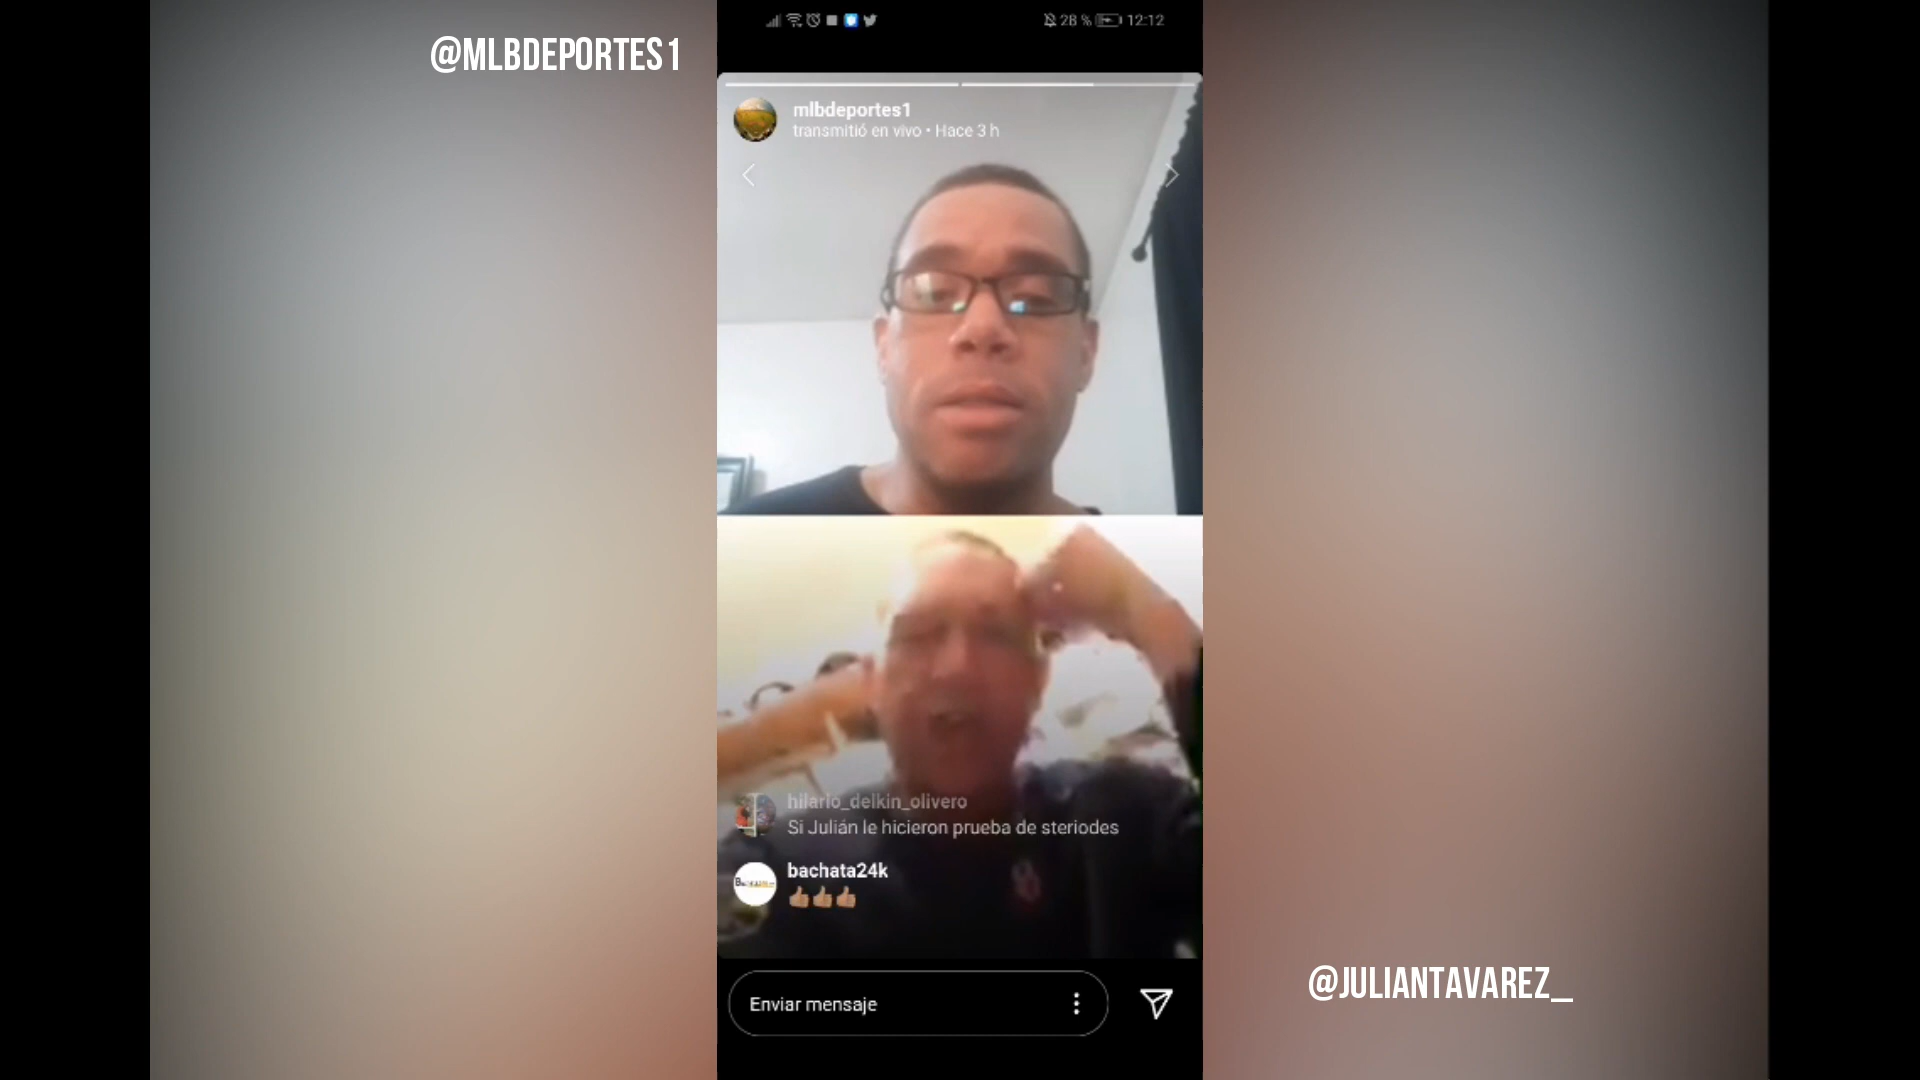 @MLBDEPORTES1
28 % 12:12
mlbdeportes1
transmitió en vivo • Hace 3 h
hilario_delkin_olivero
Si Julián le hicieron prueba de steriodes
bachata24k
👍🏽👍🏽👍🏽
@JULIANTAVAREZ_
Enviar mensaje